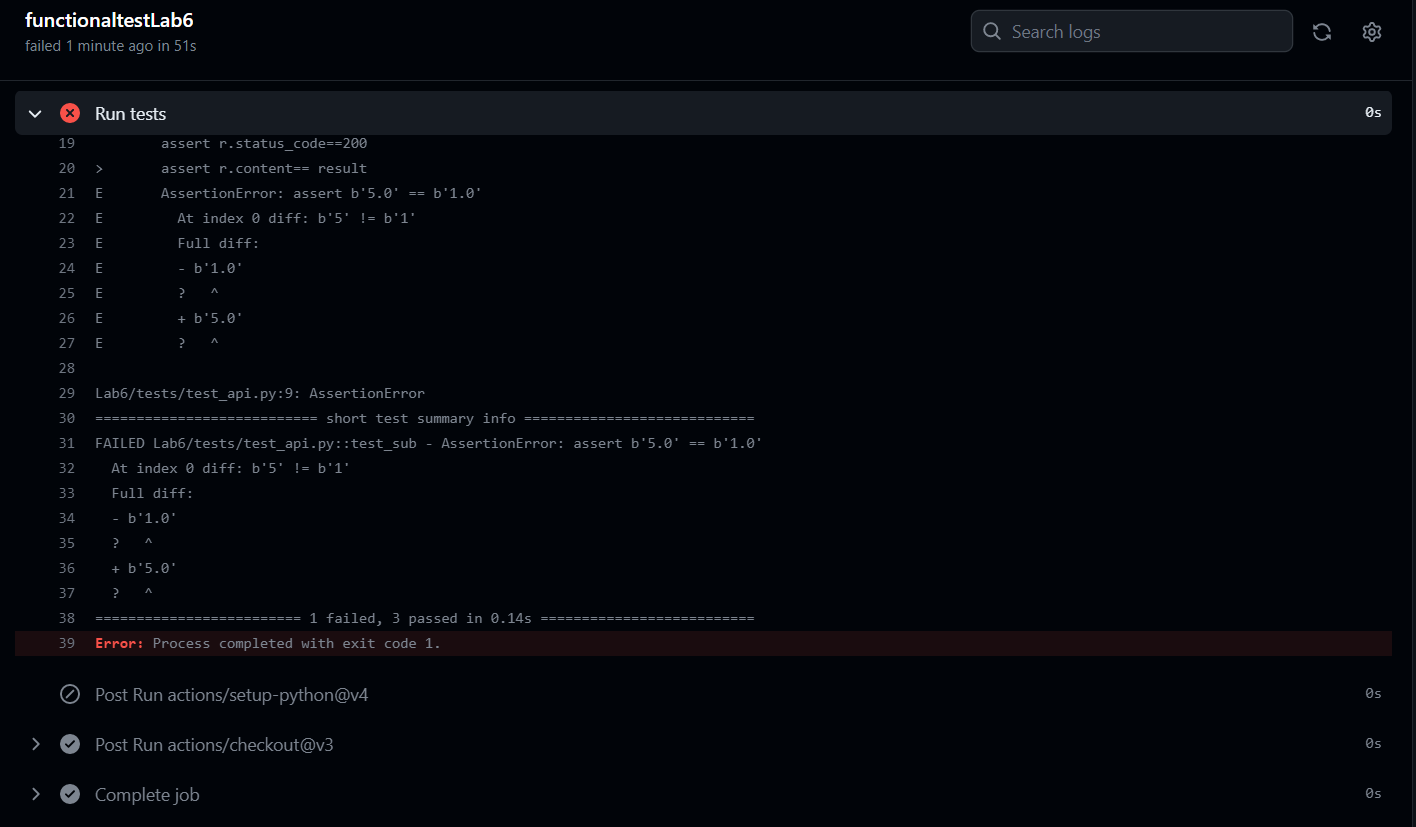 functionaltestLab6
failed 1 minute ago in 51s
Search logs
Run tests 0s
19 assert r.status_code==200
20 > assert r.content== result
21 E AssertionError: assert b'5.0' == b'1.0'
22 E At index 0 diff: b'5' != b'1'
23 E Full diff:
24 E - b'1.0'
25 E ? ^
26 E + b'5.0'
27 E ? ^
28
29 Lab6/tests/test_api.py:9: AssertionError
30 =========================== short test summary info ============================
31 FAILED Lab6/tests/test_api.py::test_sub - AssertionError: assert b'5.0' == b'1.0'
32 At index 0 diff: b'5' != b'1'
33 Full diff:
34 - b'1.0'
35 ? ^
36 + b'5.0'
37 ? ^
38 ========================= 1 failed, 3 passed in 0.14s ==========================
39 Error: Process completed with exit code 1.
Post Run actions/setup-python@v4 0s
Post Run actions/checkout@v3 0s
Complete job 0s